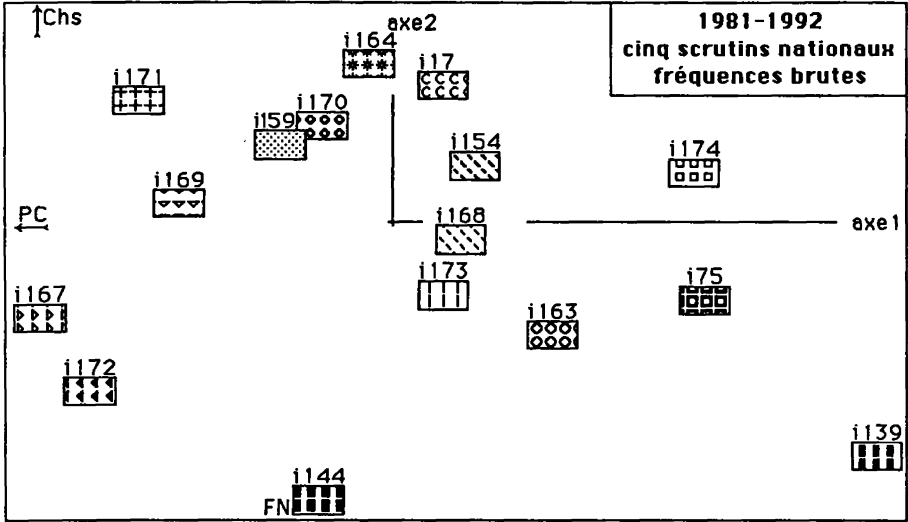 Chs
axe2
1981-1992
cinq scrutins nationaux
fréquences brutes
i164
i17
i171
i170
i159
i154
i174
i169
PC
i168
axe1
i173
i75
i167
i163
i172
i139
i144
FN